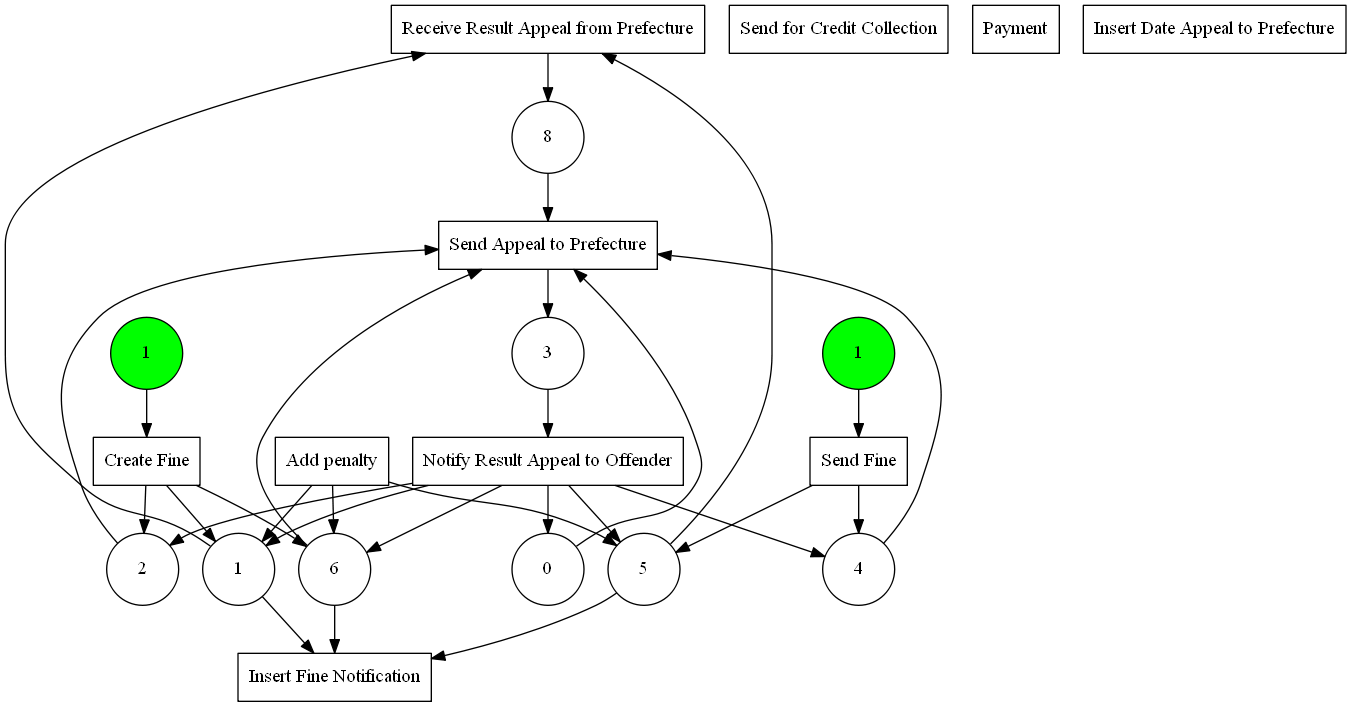 Receive Result Appeal from Prefecture
Send for Credit Collection
Payment
Insert Date Appeal to Prefecture
8
Send Appeal to Prefecture
1
3
1
Create Fine
Add penalty
Notify Result Appeal to Offender
Send Fine
2
1
6
0
5
4
Insert Fine Notification